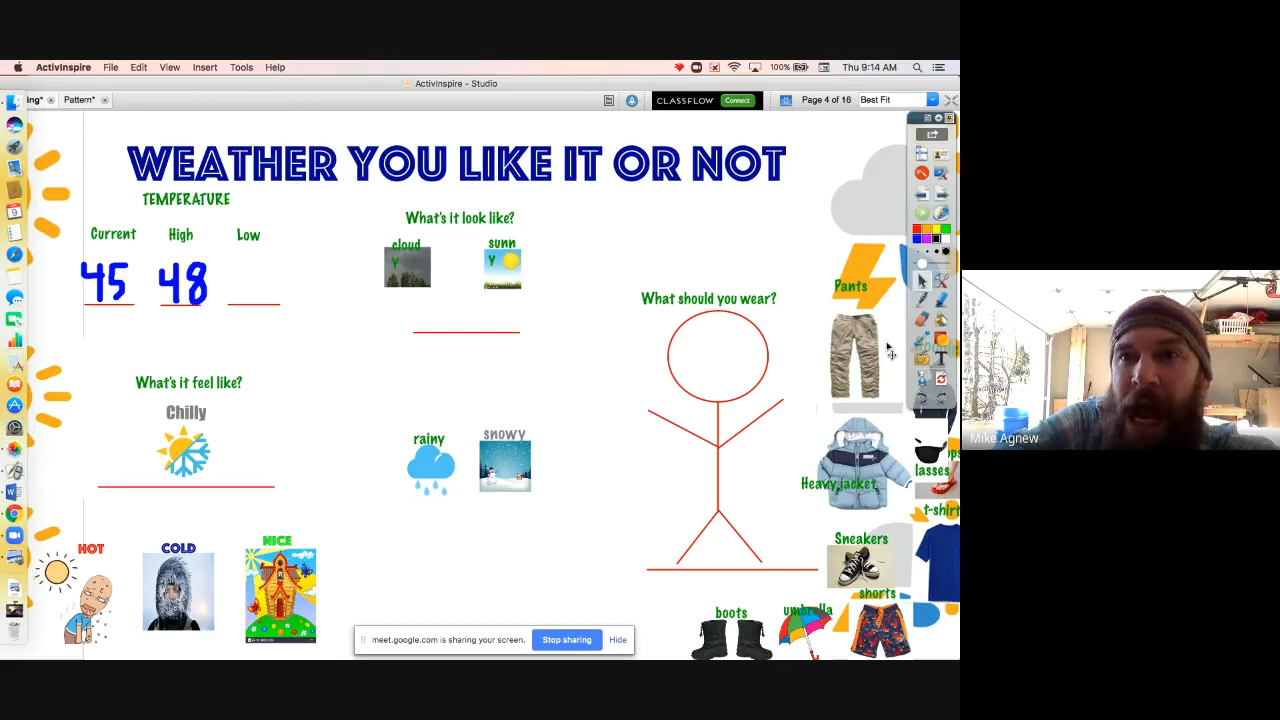 ActivInspire File Edit View Insert Tools Help 100% Thu 9:14 AM
ActivInspire - Studio
ing* Pattern* CLASSFLOW Connect Page 4 of 16 Best Fit
WEATHER YOU LIKE IT OR NOT
TEMPERATURE
Current High Low
45 48
What's it look like?
cloud
Y
sunn
Y
What should you wear?
Pants
What's it feel like?
Chilly
rainy
snowy
Heavy jacket
lasses
ops
t-shirt
Sneakers
shorts
boots
umbrella
HOT
COLD
NICE
meet.google.com is sharing your screen. Stop sharing Hide
Mike Agnew